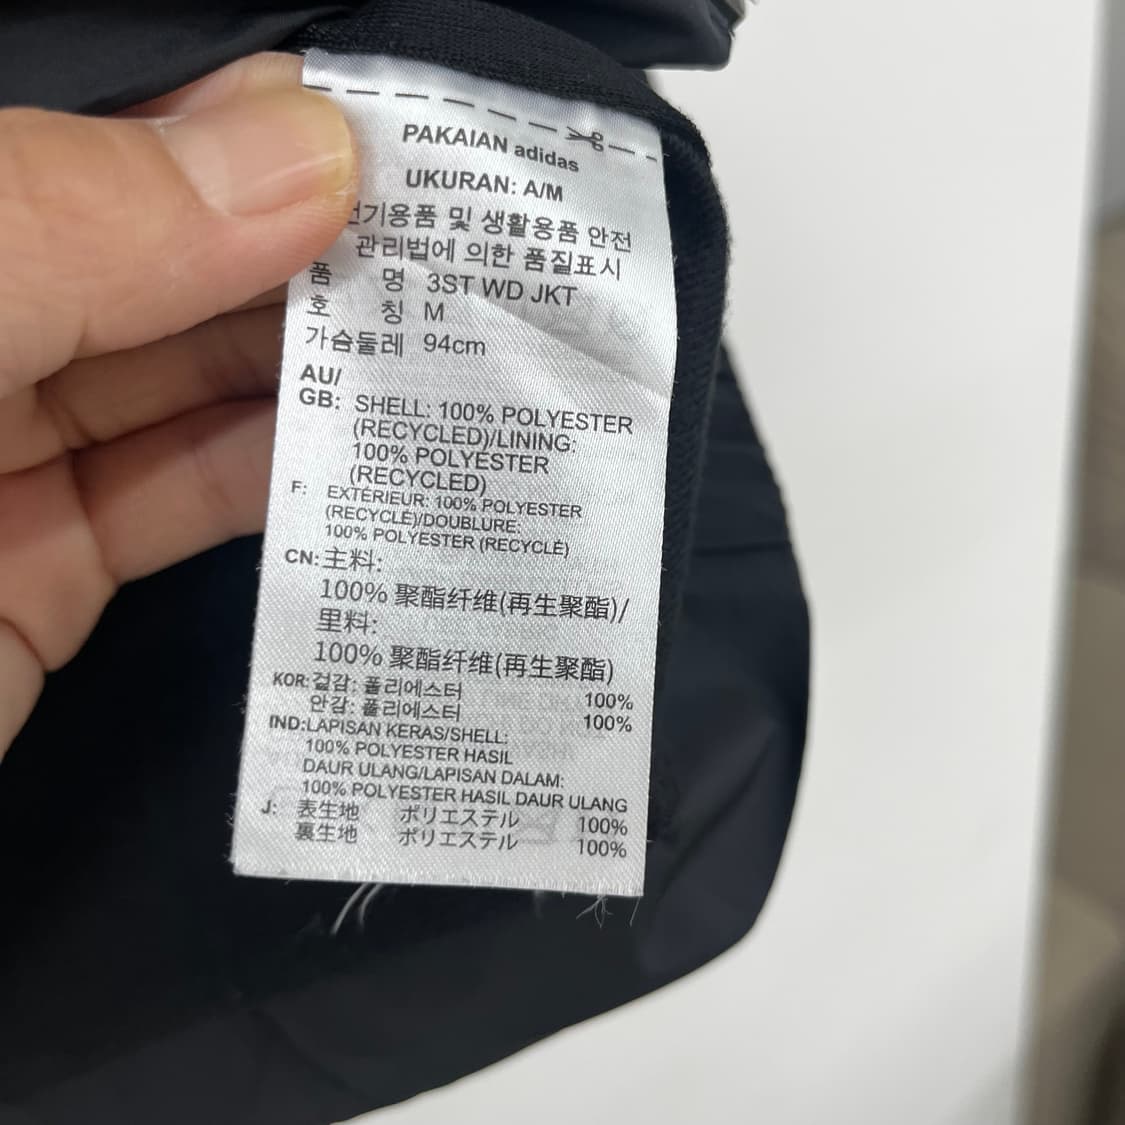 PAKAIAN adidas
UKURAN: A/M
전기용품 및 생활용품 안전
관리법에 의한 품질표시
품 명 3ST WD JKT
호 칭 M
가슴둘레 94cm
AU/
GB: SHELL: 100% POLYESTER
(RECYCLED)/LINING:
100% POLYESTER
(RECYCLED)
F: EXTÉRIEUR: 100% POLYESTER
(RECYCLÉ)/DOUBLURE:
100% POLYESTER (RECYCLÉ)
CN: 主料:
100% 聚酯纤维(再生聚酯)/
里料:
100% 聚酯纤维(再生聚酯)
KOR: 겉감: 폴리에스터 100%
안감: 폴리에스터 100%
IND: LAPISAN KERAS/SHELL:
100% POLYESTER HASIL
DAUR ULANG/LAPISAN DALAM:
100% POLYESTER HASIL DAUR ULANG
J: 表生地 ポリエステル 100%
裏生地 ポリエステル 100%